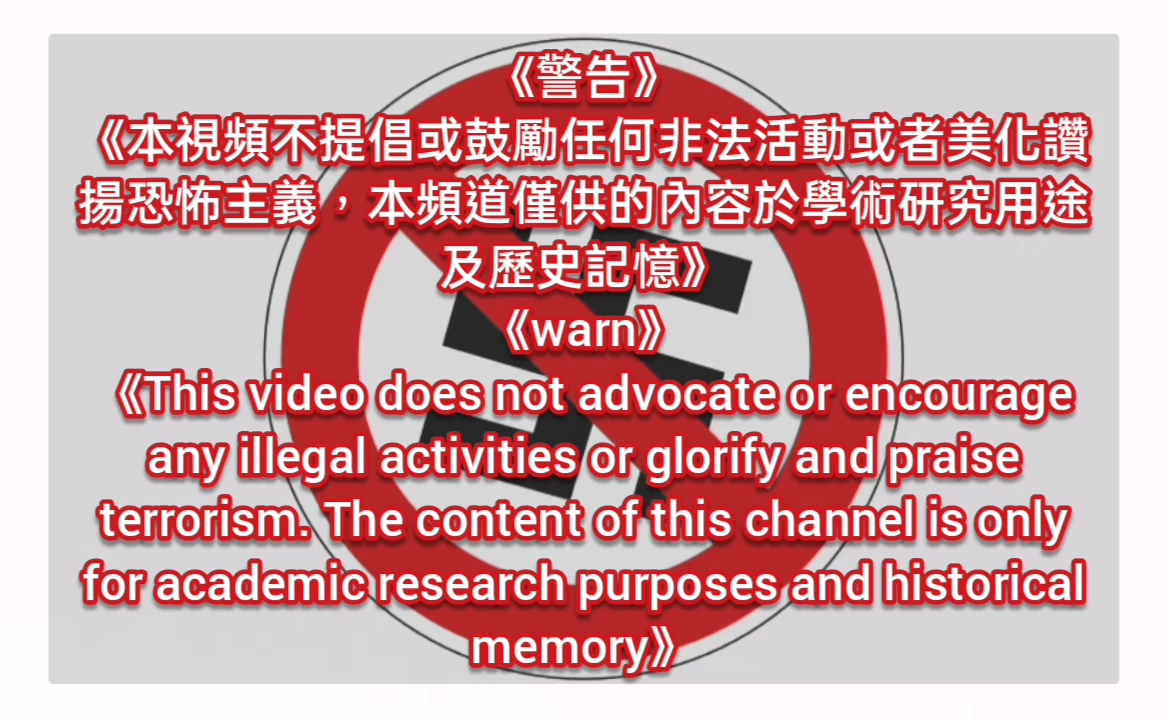 《警告》
《本視頻不提倡或鼓勵任何非法活動或者美化讚
揚恐怖主義，本頻道僅供的內容於學術研究用途
及歷史記憶》
《warn》
《This video does not advocate or encourage
any illegal activities or glorify and praise
terrorism. The content of this channel is only
for academic research purposes and historical
memory》